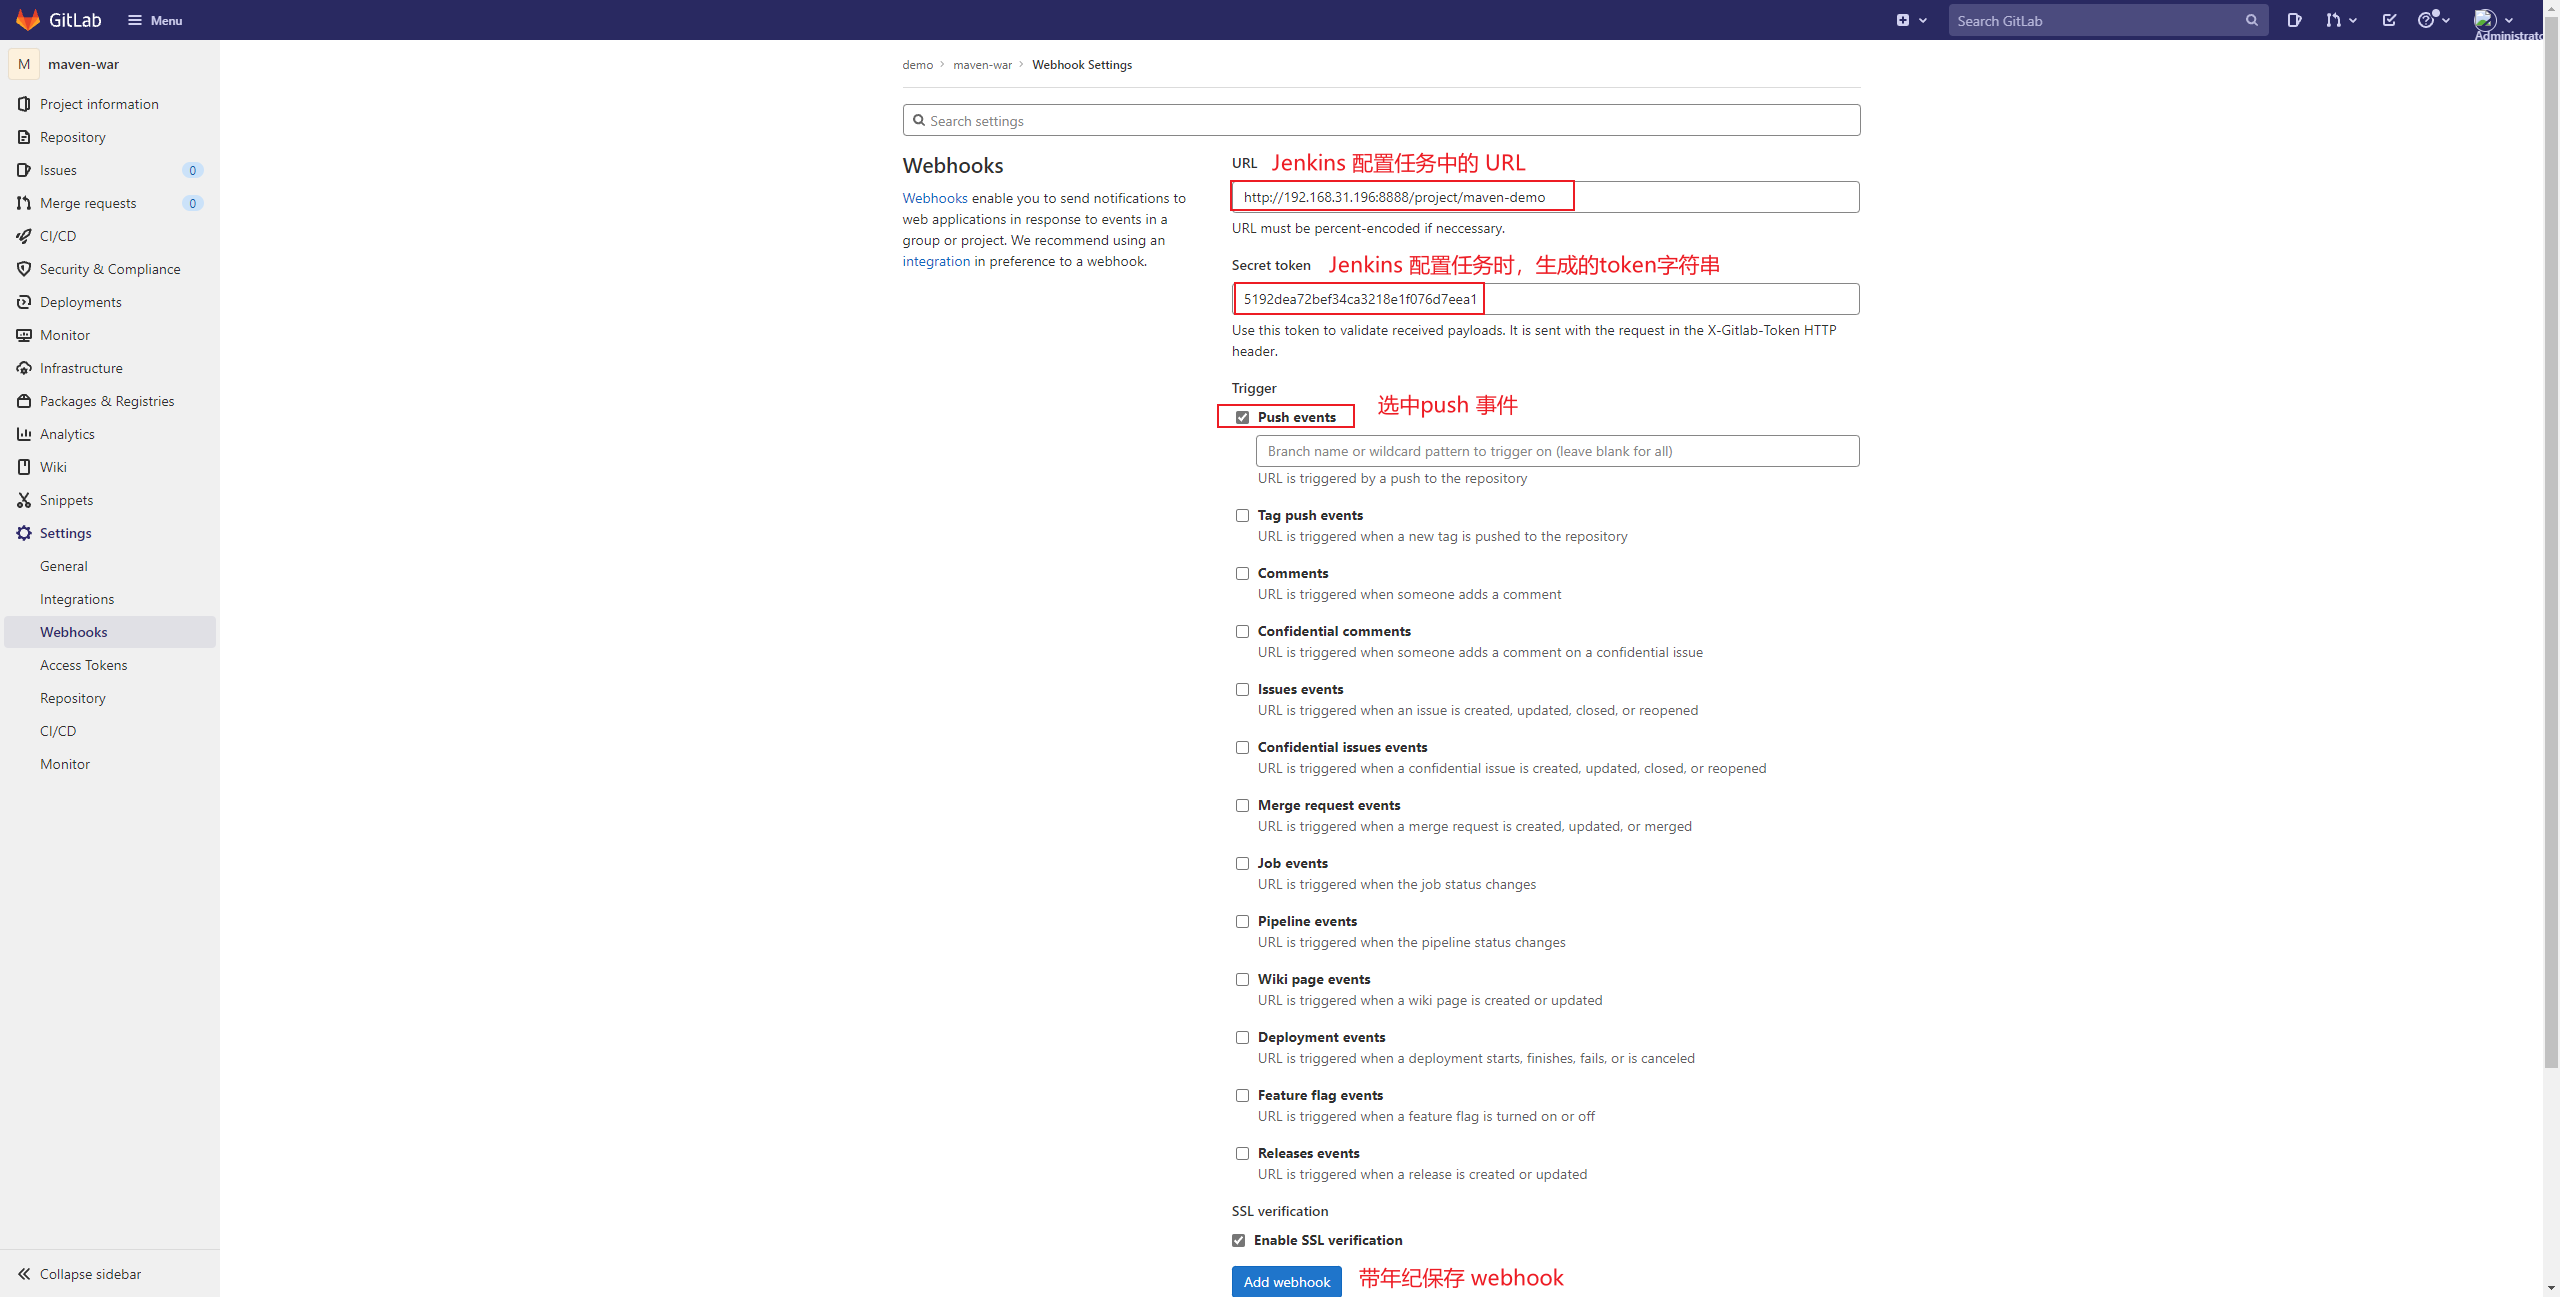 GitLab
Menu
Search GitLab
Administrato
M maven-war
Project information
Repository
Issues 0
Merge requests 0
CI/CD
Security & Compliance
Deployments
Monitor
Infrastructure
Packages & Registries
Analytics
Wiki
Snippets
Settings
General
Integrations
Webhooks
Access Tokens
Repository
CI/CD
Monitor
Collapse sidebar
demo > maven-war > Webhook Settings
Search settings
Webhooks
Webhooks enable you to send notifications to
web applications in response to events in a
group or project. We recommend using an
integration in preference to a webhook.
URL Jenkins 配置任务中的 URL
http://192.168.31.196:8888/project/maven-demo
URL must be percent-encoded if neccessary.
Secret token Jenkins 配置任务时，生成的token字符串
5192dea72bef34ca3218e1f076d7eea1
Use this token to validate received payloads. It is sent with the request in the X-Gitlab-Token HTTP
header.
Trigger
Push events 选中push 事件
Branch name or wildcard pattern to trigger on (leave blank for all)
URL is triggered by a push to the repository
Tag push events
URL is triggered when a new tag is pushed to the repository
Comments
URL is triggered when someone adds a comment
Confidential comments
URL is triggered when someone adds a comment on a confidential issue
Issues events
URL is triggered when an issue is created, updated, closed, or reopened
Confidential issues events
URL is triggered when a confidential issue is created, updated, closed, or reopened
Merge request events
URL is triggered when a merge request is created, updated, or merged
Job events
URL is triggered when the job status changes
Pipeline events
URL is triggered when the pipeline status changes
Wiki page events
URL is triggered when a wiki page is created or updated
Deployment events
URL is triggered when a deployment starts, finishes, fails, or is canceled
Feature flag events
URL is triggered when a feature flag is turned on or off
Releases events
URL is triggered when a release is created or updated
SSL verification
Enable SSL verification
Add webhook 带年纪保存 webhook